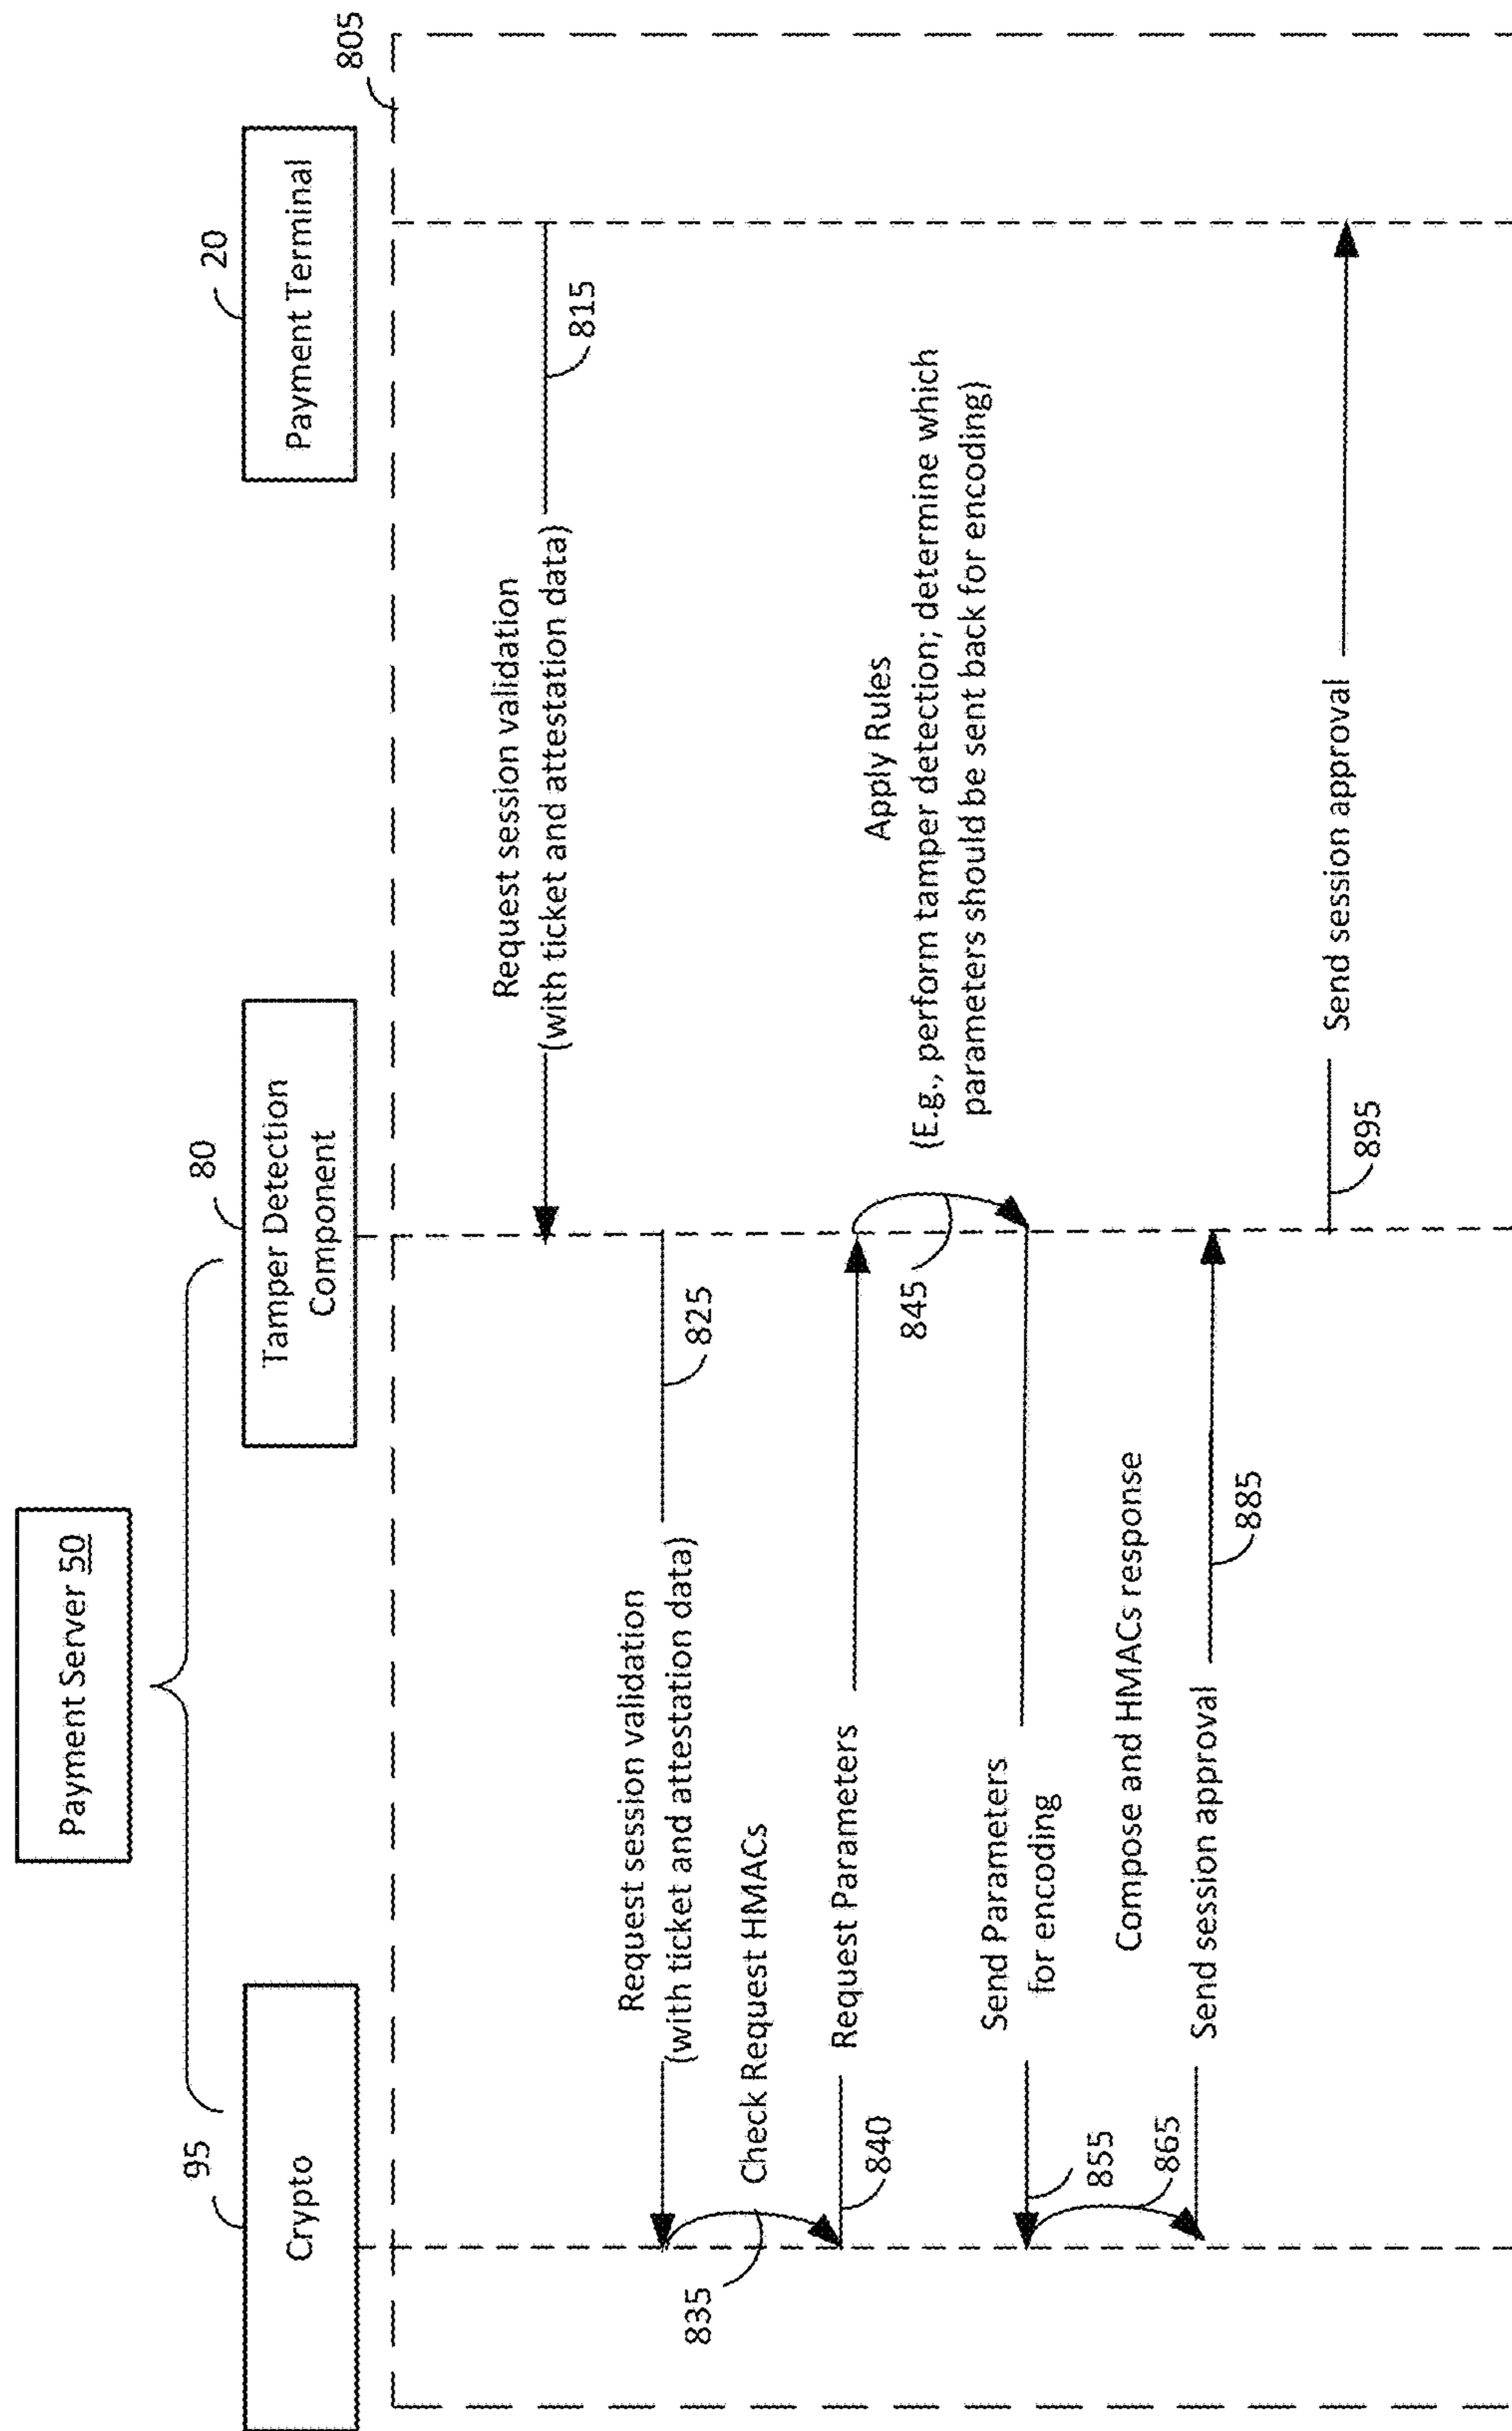 Payment Server 50
95
80
20
Crypto
Tamper Detection
Component
Payment Terminal
805
Request session validation
(with ticket and attestation data)
815
Request session validation
(with ticket and attestation data)
825
835
Check Request HMACs
Request Parameters
840
845
Apply Rules
(E.g., perform tamper detection; determine which
parameters should be sent back for encoding)
Send Parameters
for encoding
855
865
Compose and HMACs response
Send session approval
885
Send session approval
895